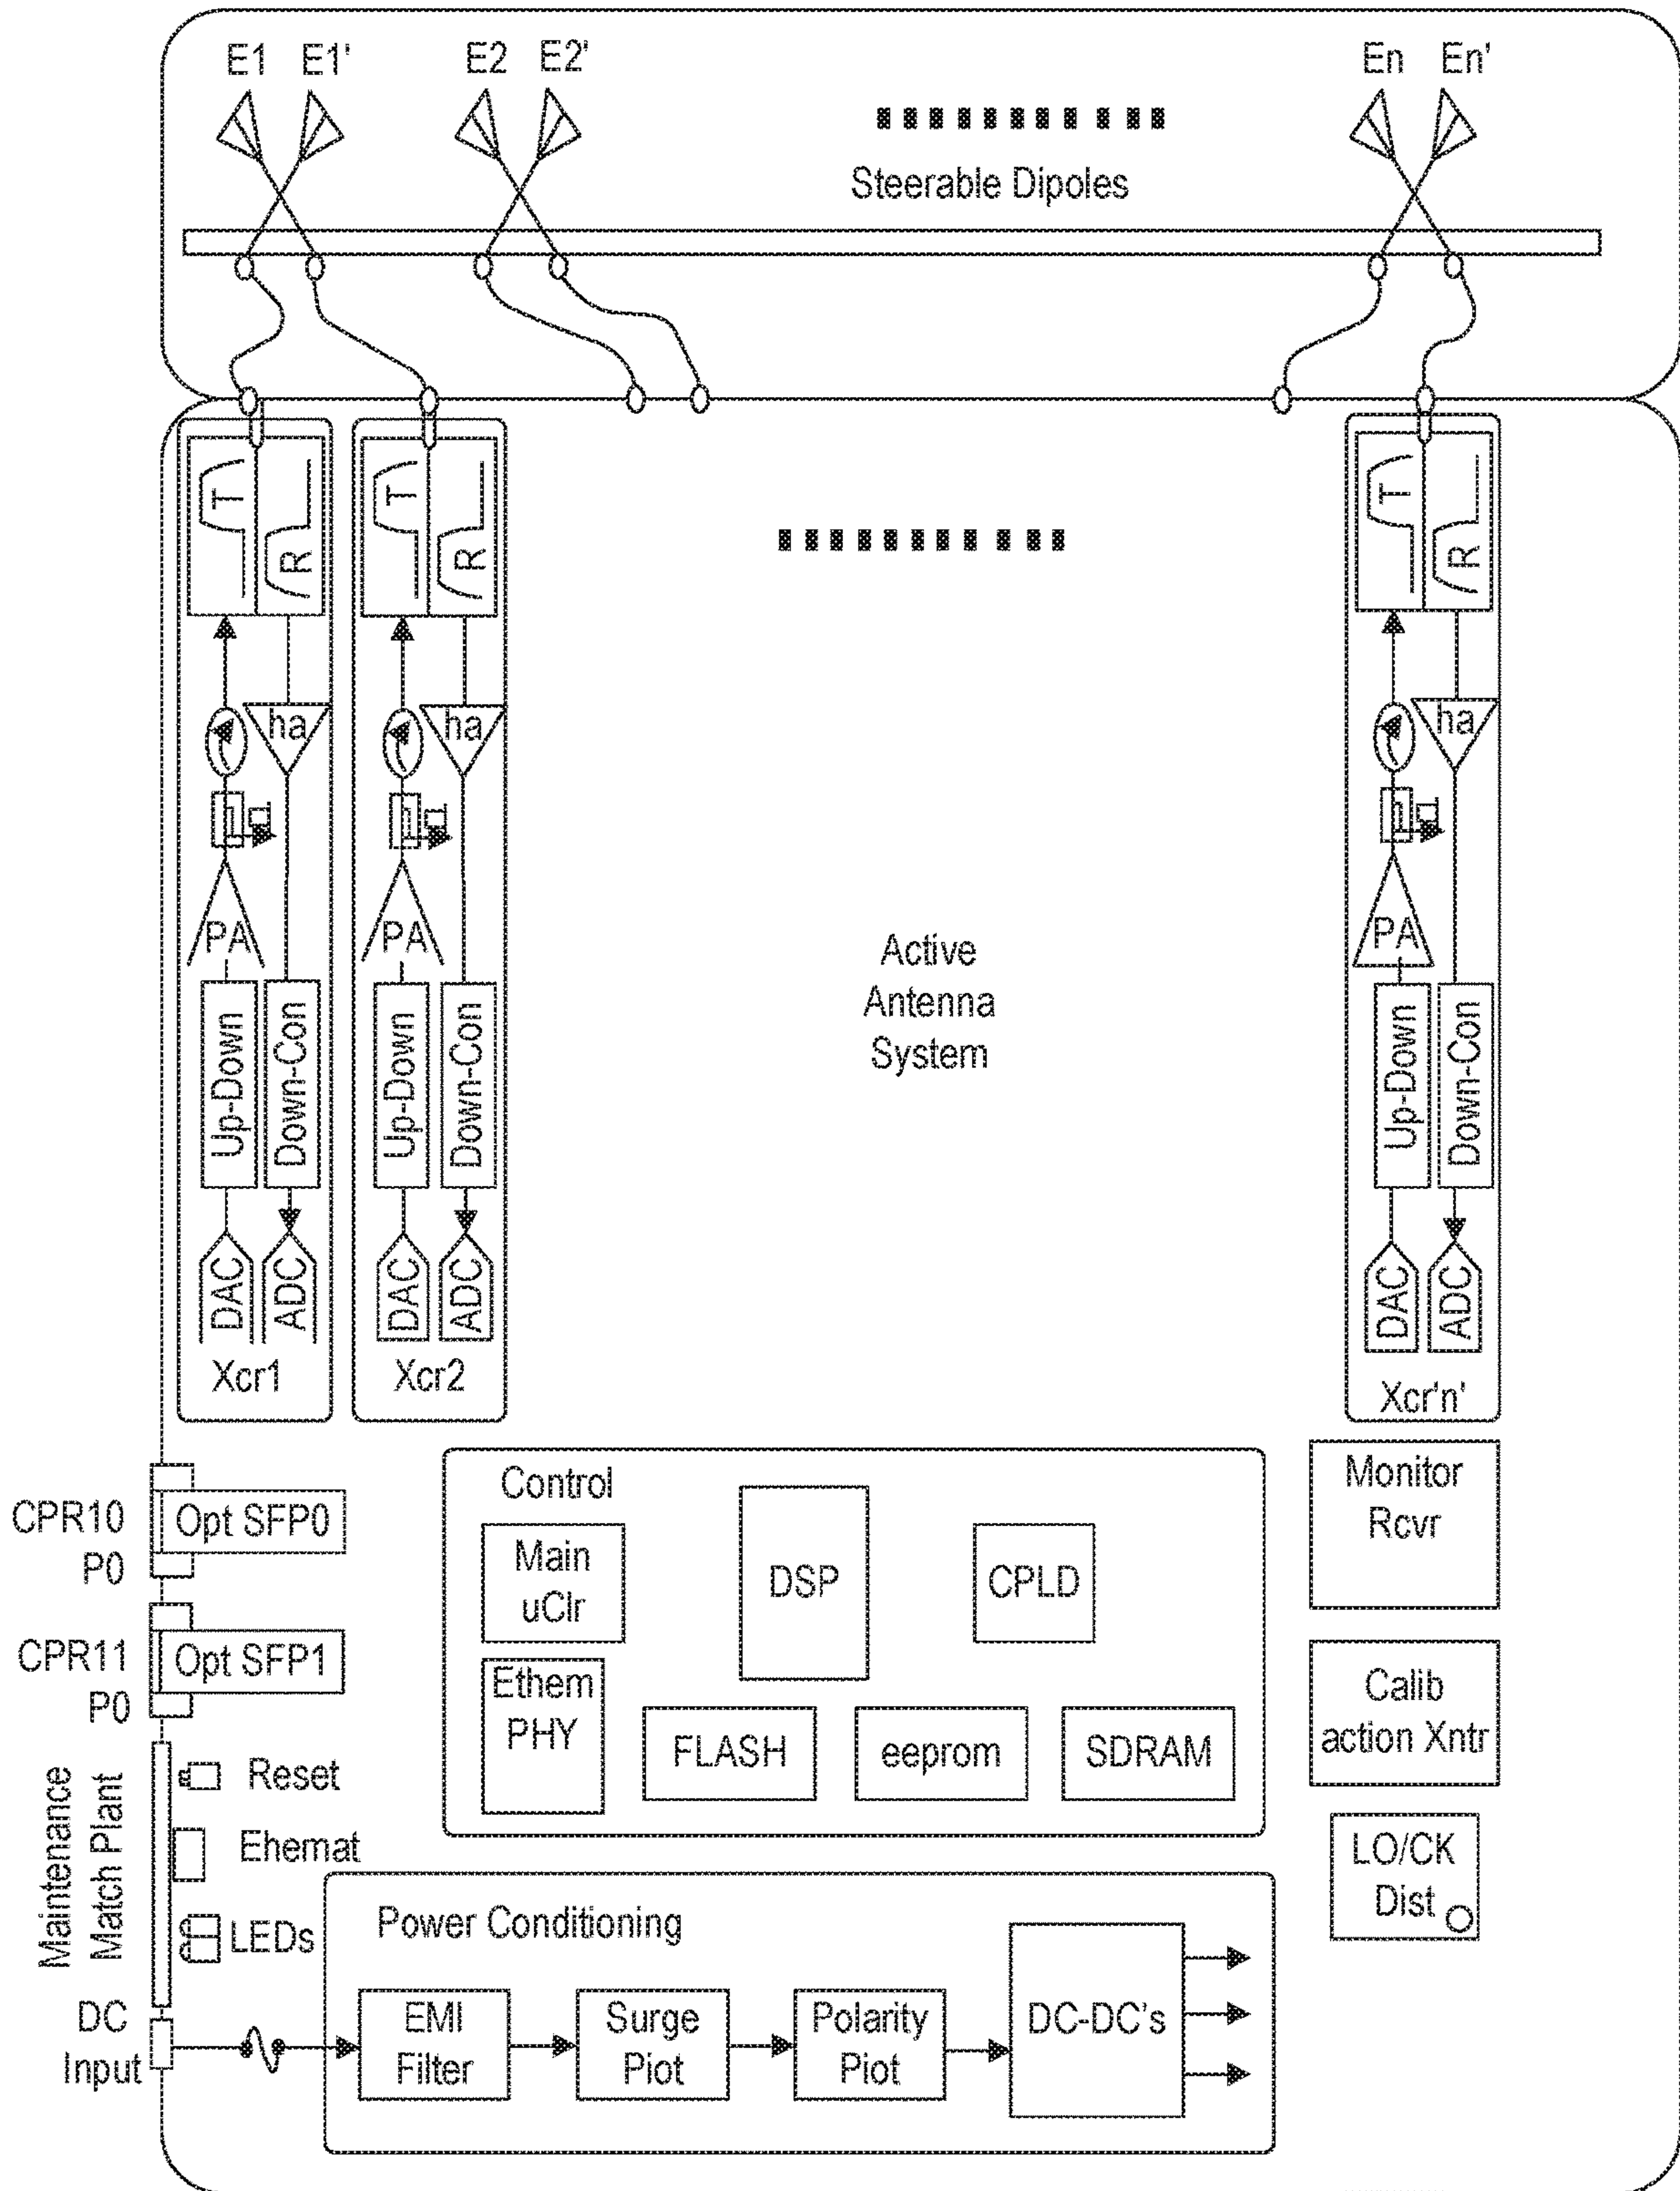 E1 E1' E2 E2' En En'
Steerable Dipoles
T R T R T R
ha ha ha
PA PA PA
Active
Antenna
System
Up-Down Down-Con Up-Down Down-Con Up-Down Down-Con
DAC ADC DAC ADC DAC ADC
Xcr1 Xcr2 Xcr'n'
CPR10
P0
Opt SFP0
CPR11
P0
Opt SFP1
Control
Main
uClr
DSP
CPLD
Ethem
PHY
FLASH
eeprom
SDRAM
Monitor
Rcvr
Calib
action Xntr
LO/CK
Dist
Maintenance
Match Plant
Reset
Ehemat
LEDs
DC
Input
Power Conditioning
EMI
Filter
Surge
Piot
Polarity
Piot
DC-DC's